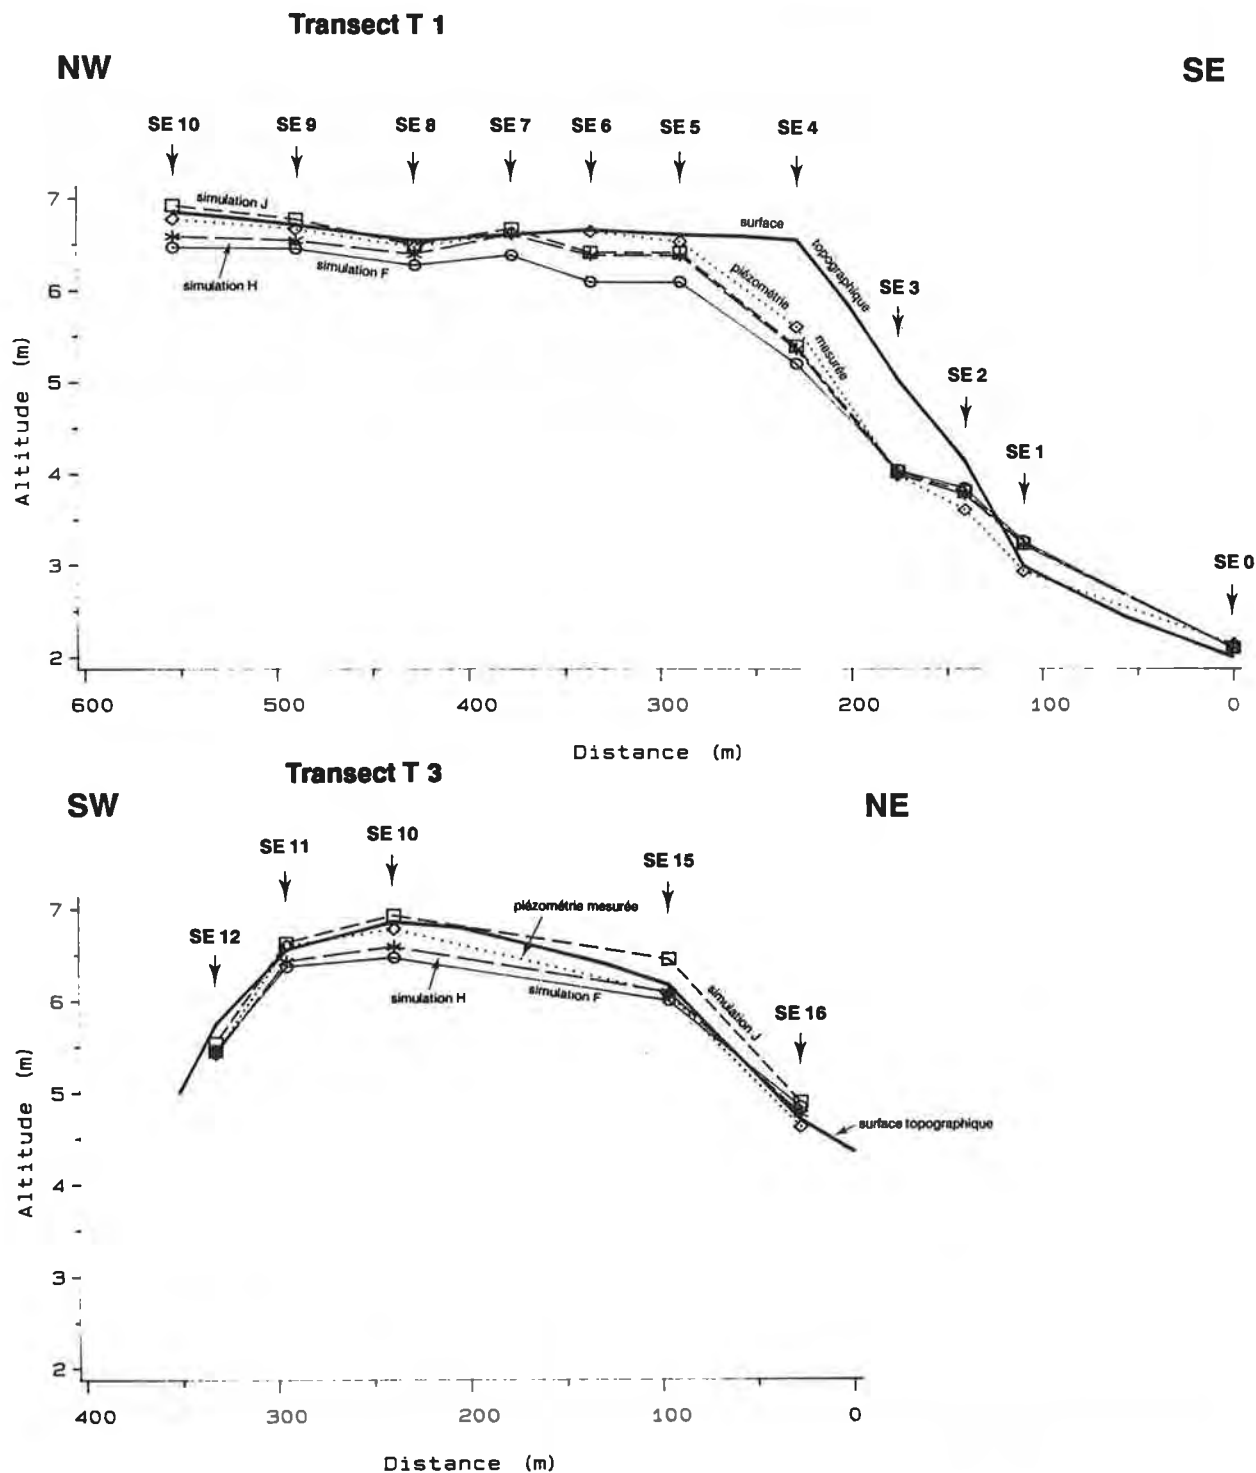 Transect T 1
NW
SE
SE 10
SE 9
SE 8
SE 7
SE 6
SE 5
SE 4
7
simulation J
surface
topographique
piézométrie
mesurée
simulation H
simulation F
SE 3
6
5
SE 2
SE 1
4
3
SE 0
2
Altitude (m)
600
500
400
300
200
100
0
Distance (m)
Transect T 3
SW
NE
SE 12
SE 11
SE 10
SE 15
7
piézométrie mesurée
simulation H
simulation F
simulation J
SE 16
6
5
surface topographique
4
3
2
Altitude (m)
400
300
200
100
0
Distance (m)